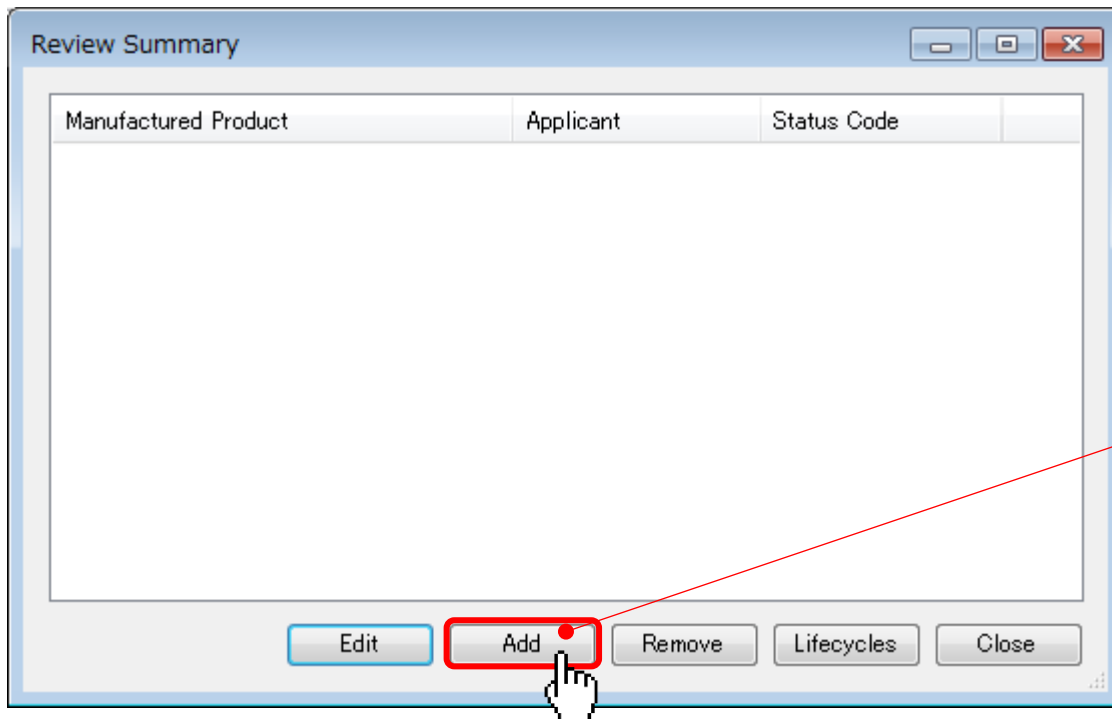 Review Summary
Manufactured Product Applicant Status Code
Edit Add Remove Lifecycles Close